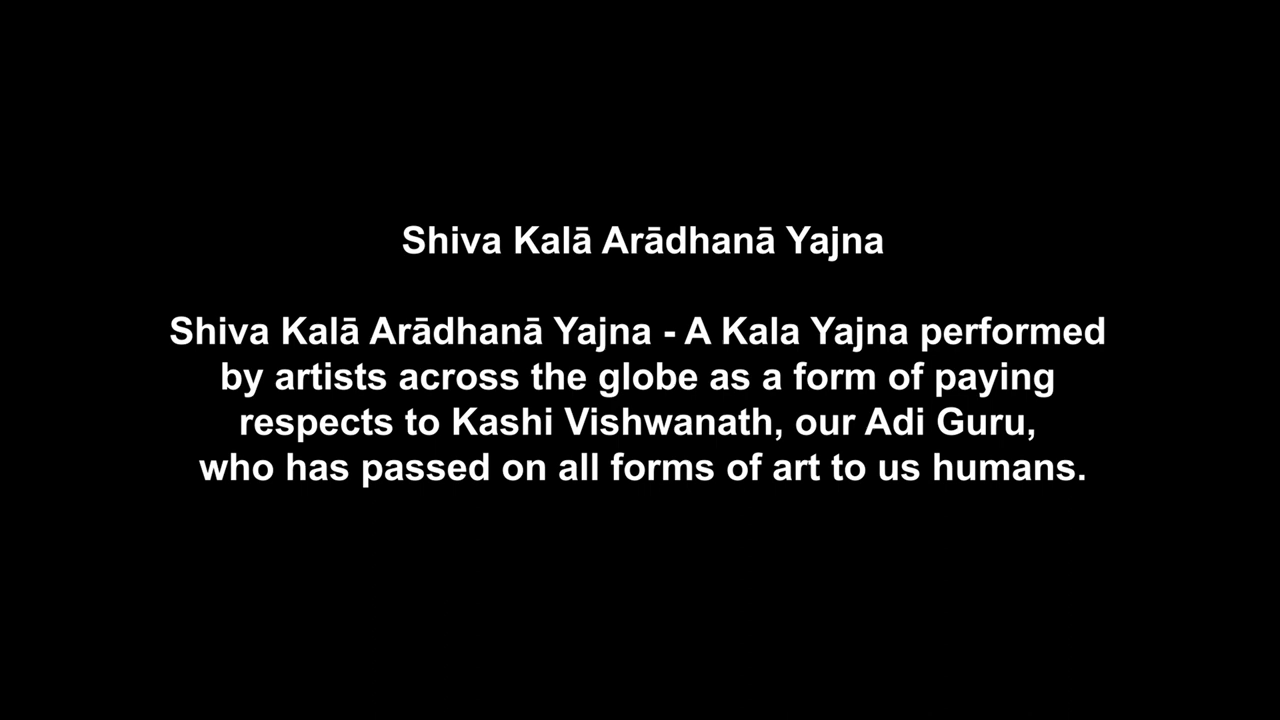 Shiva Kalā Arādhanā Yajna
Shiva Kalā Arādhanā Yajna - A Kala Yajna performed
by artists across the globe as a form of paying
respects to Kashi Vishwanath, our Adi Guru,
who has passed on all forms of art to us humans.